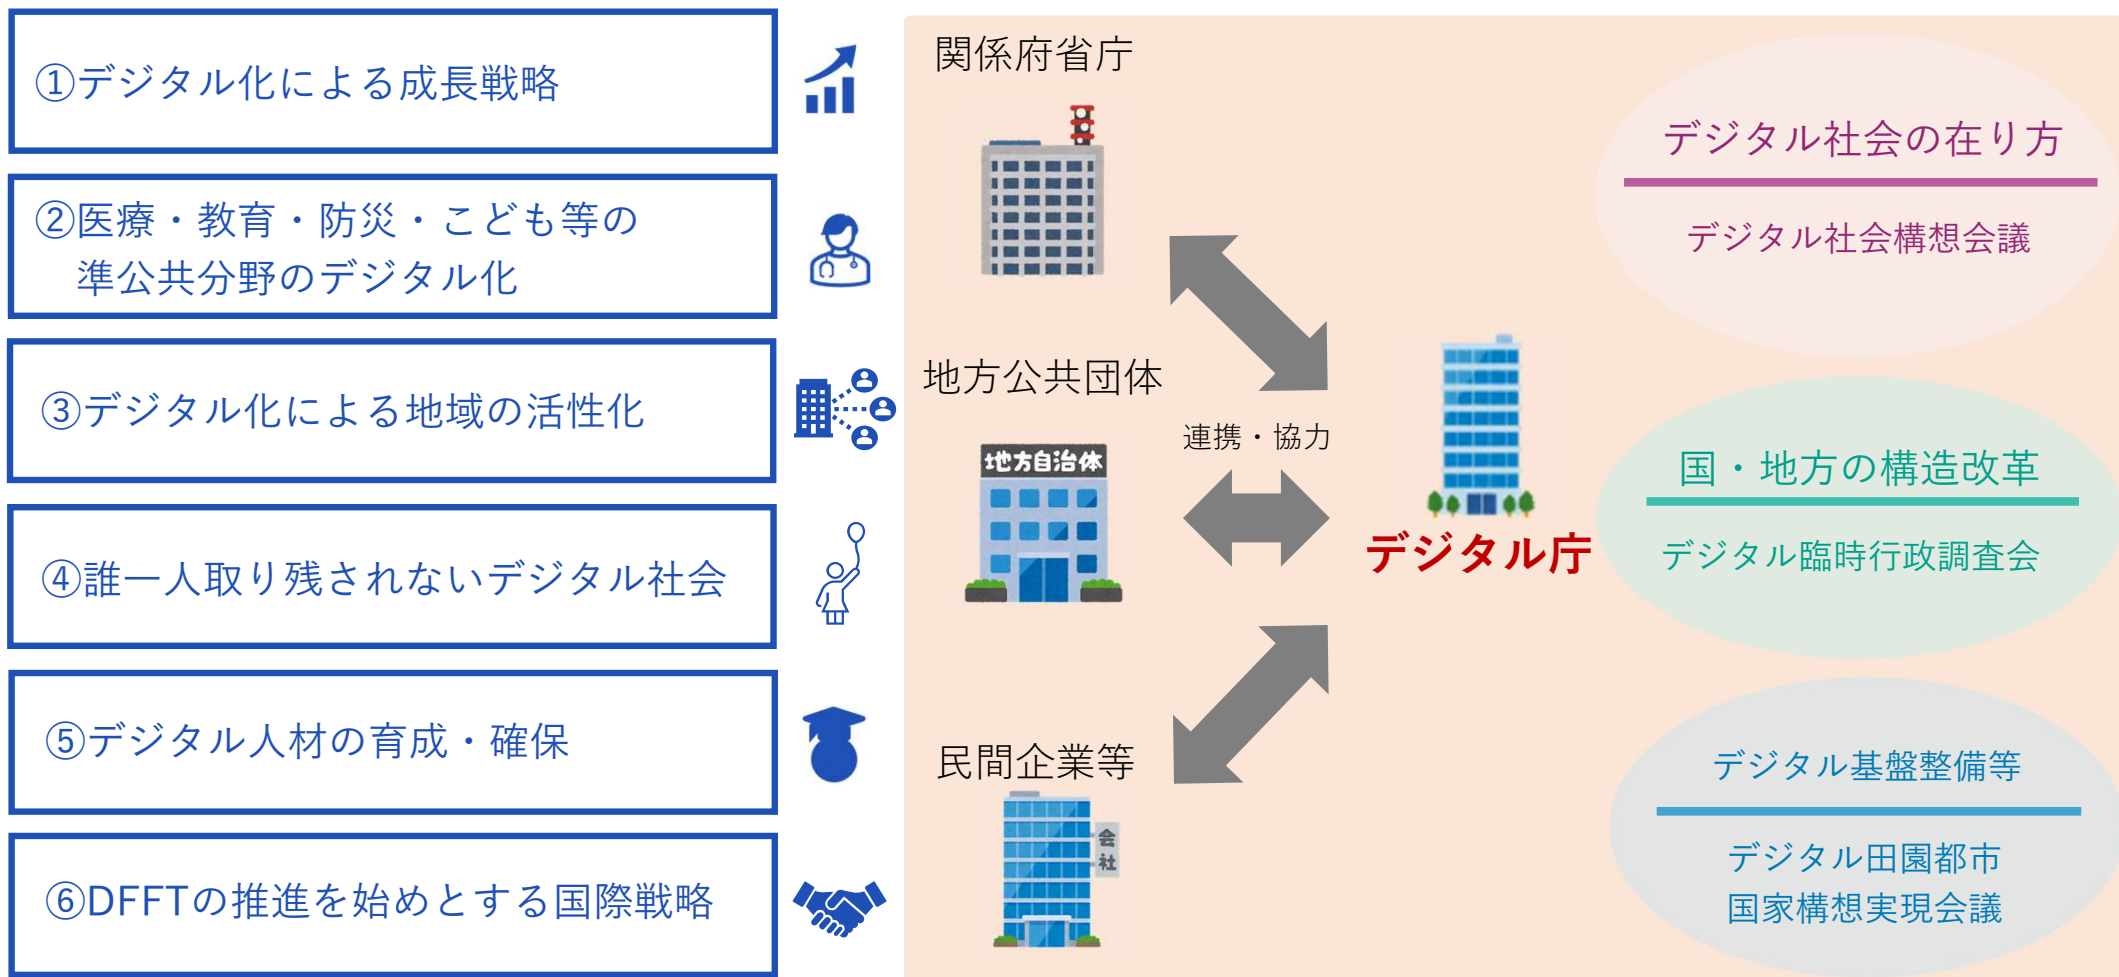 ①デジタル化による成長戦略
②医療・教育・防災・こども等の
準公共分野のデジタル化
③デジタル化による地域の活性化
④誰一人取り残されないデジタル社会
⑤デジタル人材の育成・確保
⑥DFFTの推進を始めとする国際戦略
関係府省庁
地方公共団体
地方自治体
連携・協力
民間企業等
会社
デジタル庁
デジタル社会の在り方
デジタル社会構想会議
国・地方の構造改革
デジタル臨時行政調査会
デジタル基盤整備等
デジタル田園都市
国家構想実現会議